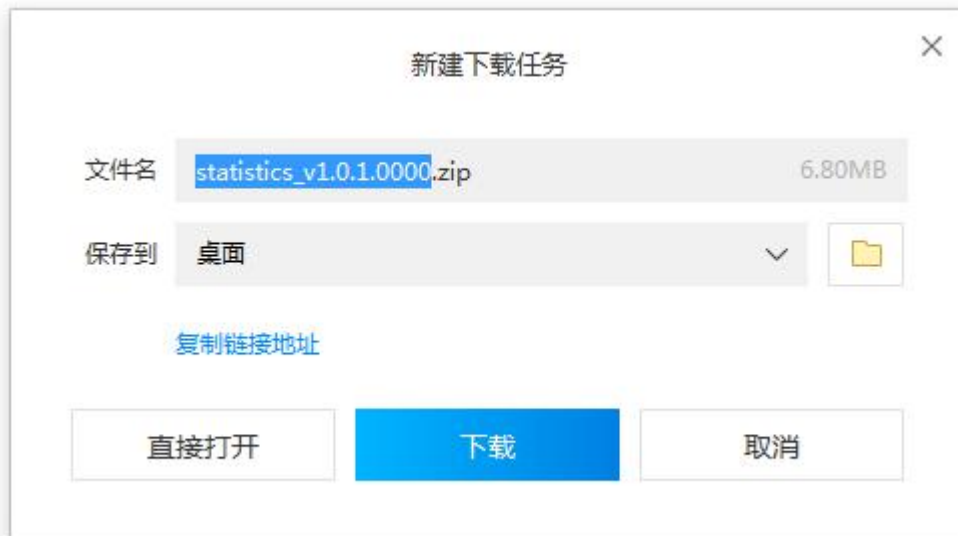 新建下载任务
文件名 statistics_v1.0.1.0000.zip 6.80MB
保存到 桌面
复制链接地址
直接打开 下载 取消